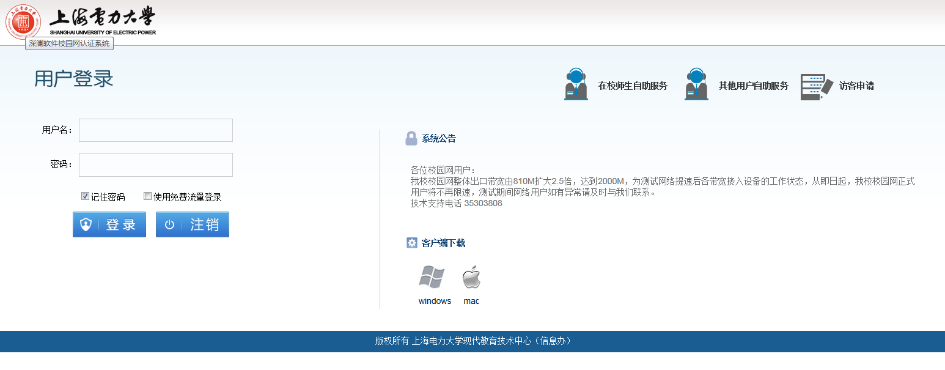 上海電力大學
SHANGHAI UNIVERSITY OF ELECTRIC POWER
深澜软件校园网认证系统
用户登录
在校师生自助服务
其他用户自助服务
访客申请
用户名：
密码：
记住密码
使用免费流量登录
登 录
注销
系统公告
各位校园网用户：
我校校园网整体出口带宽由810M扩大2.5倍，达到2000M，为测试网络提速后各带宽接入设备的工作状态，从即日起，我校校园网正式
用户将不再限速，测试期间网络用户如有异常请及时与我们联系。
技术支持电话 35303808
客户端下载
windows
mac
版权所有 上海电力大学现代教育技术中心（信息办）